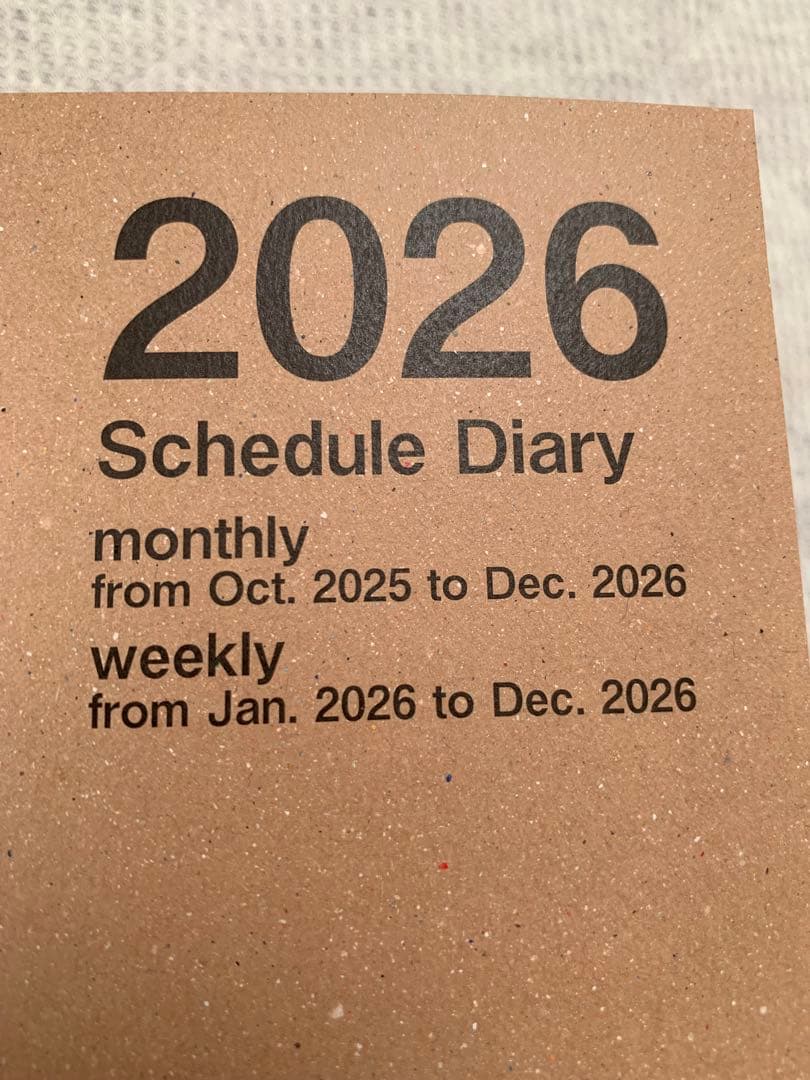 2026
Schedule Diary
monthly
from Oct. 2025 to Dec. 2026
weekly
from Jan. 2026 to Dec. 2026